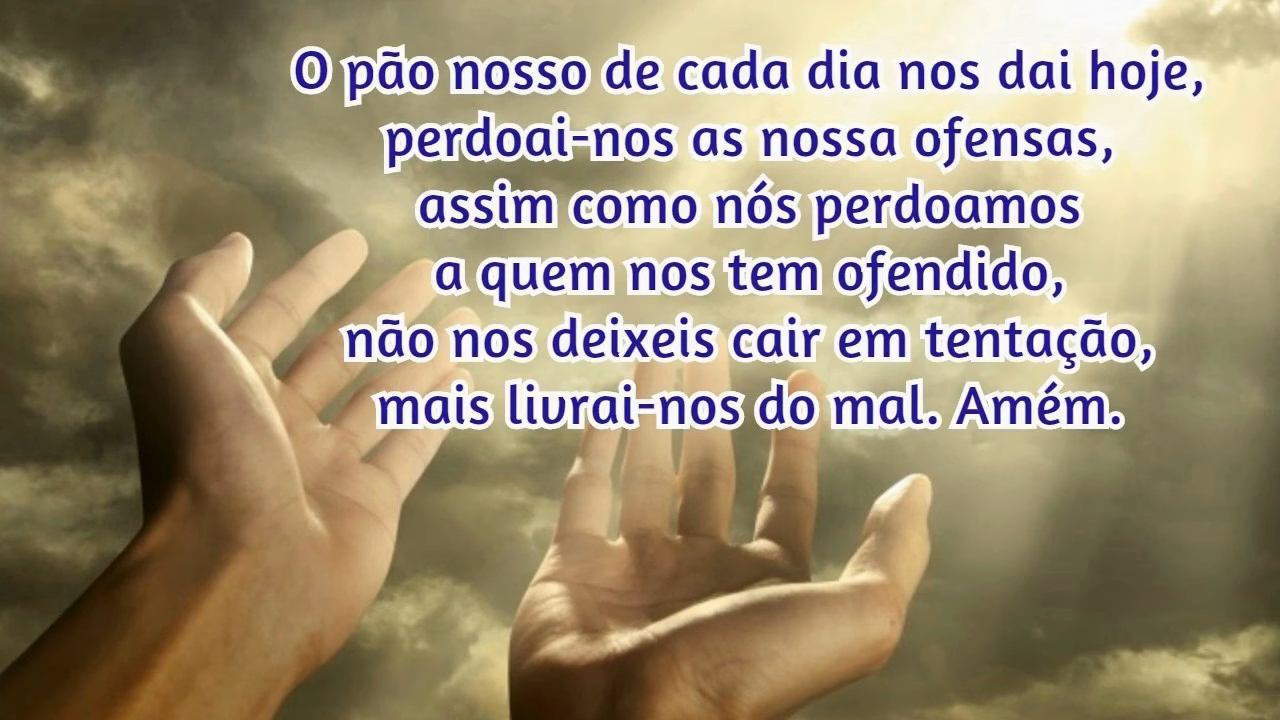 O pão nosso de cada dia nos dai hoje,
perdoai-nos as nossa ofensas,
assim como nós perdoamos
a quem nos tem ofendido,
não nos deixeis cair em tentação,
mais livrai-nos do mal. Amém.